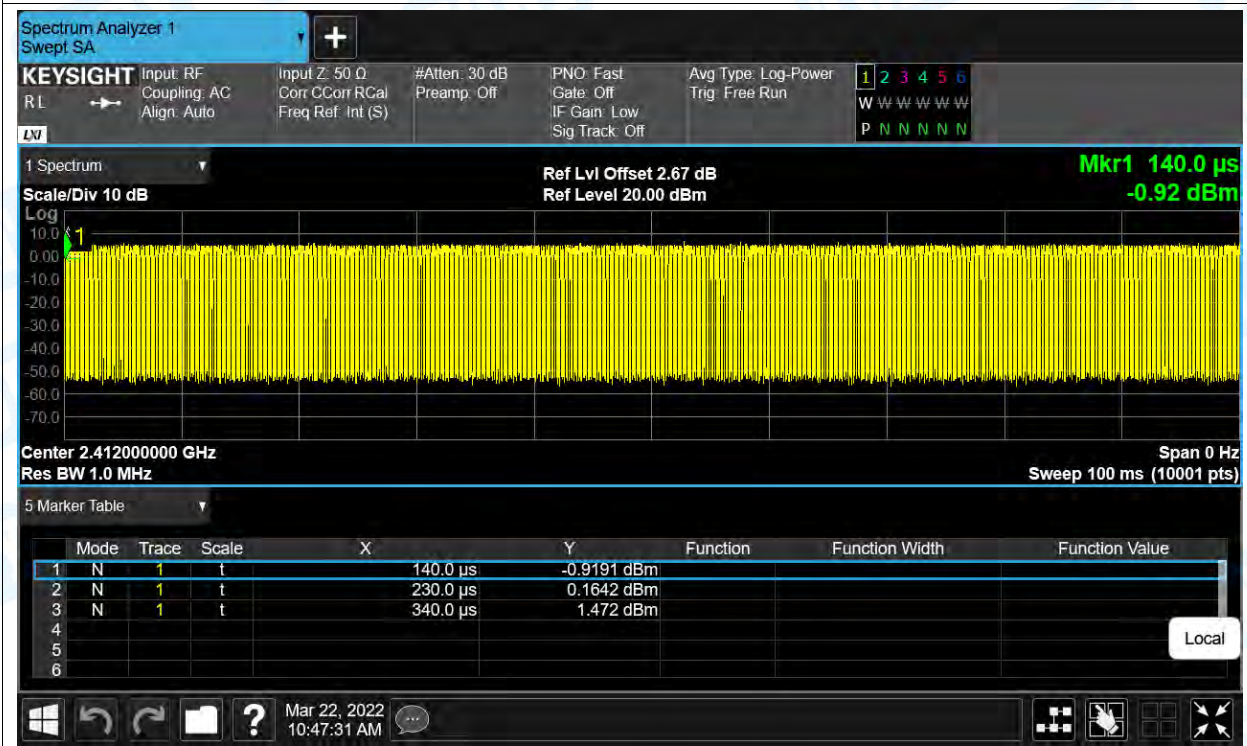 Spectrum Analyzer 1
Swept SA
+
KEYSIGHT Input: RF Input Z: 50 Ω #Atten: 30 dB PNO: Fast Avg Type: Log-Power 1 2 3 4 5 6
R L Coupling: AC Corr CCorr RCal Preamp: Off Gate: Off Trig: Free Run W W W W W W
Align: Auto Freq Ref: Int (S) IF Gain: Low
LXI Sig Track: Off P N N N N N
1 Spectrum Ref Lvl Offset 2.67 dB Mkr1 140.0 µs
Scale/Div 10 dB Ref Level 20.00 dBm -0.92 dBm
Log
10.0 1
0.00
-10.0
-20.0
-30.0
-40.0
-50.0
-60.0
-70.0
Center 2.412000000 GHz Span 0 Hz
Res BW 1.0 MHz Sweep 100 ms (10001 pts)
5 Marker Table
Mode Trace Scale X Y Function Function Width Function Value
1 N 1 t 140.0 µs -0.9191 dBm
2 N 1 t 230.0 µs 0.1642 dBm
3 N 1 t 340.0 µs 1.472 dBm
4
5
6
Local
? Mar 22, 2022
10:47:31 AM